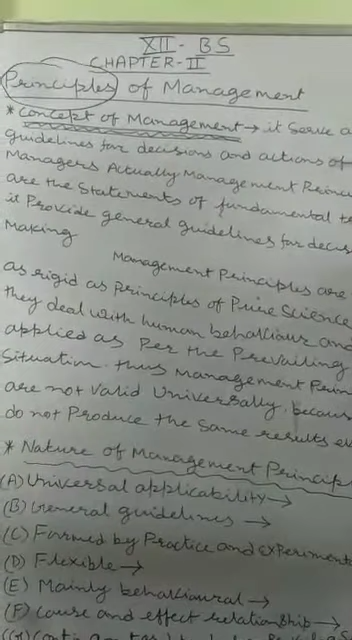 XII - BS
CHAPTER-II
Principles of Management
* Concept of Management → it serve a
guidelines for decisions and actions of
Managers Actually Management Princ
are the Statements of fundamental t
it Provide general guidelines for decis
Making
Management Principles are
as rigid as Principles of Pure Science
they deal with human behaviour and
applied as Per the Prevailing
Situation. thus Management Prin
are not valid Universally, becau
do not Produce the Same results e
* Nature of Management Princip
(A) Universal applicability →
(B) General guidelines →
(C) Formed by Practice and experiment
(D) Flexible →
(E) Mainly behavioural →
(F) Cause and effect relationship →
(G)